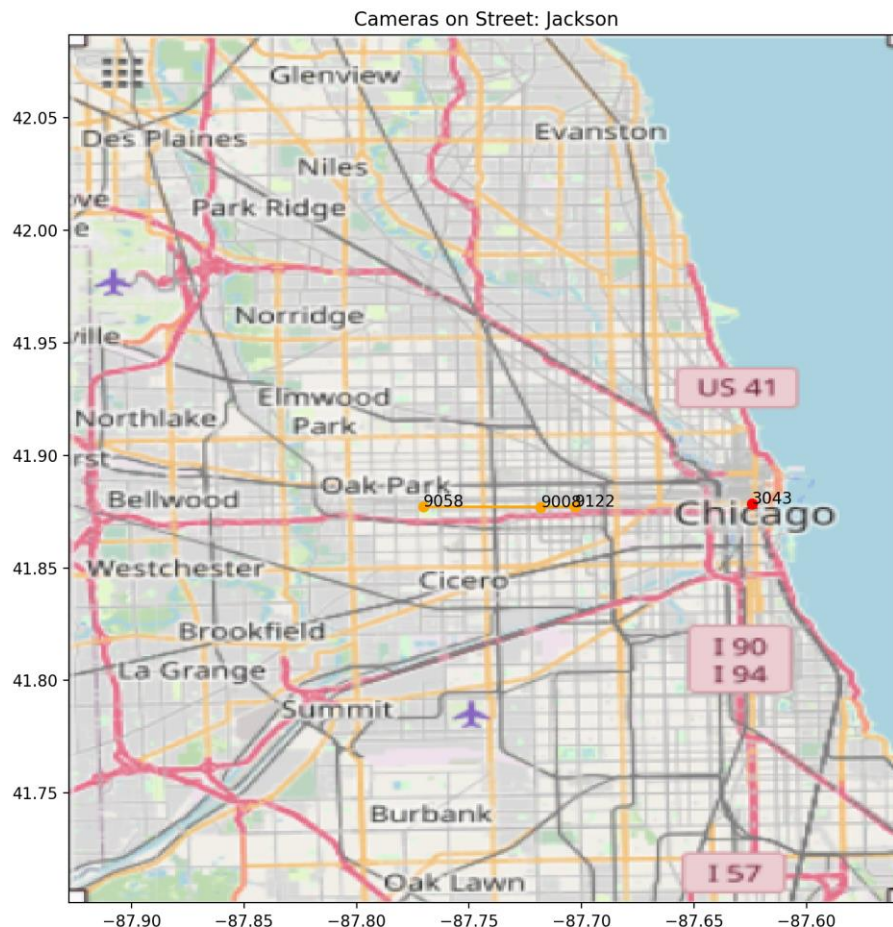 Cameras on Street: Jackson
42.05
42.00
41.95
41.90
41.85
41.80
41.75
Glenview
Evanston
Des Plaines
Niles
ove
Park Ridge
e
Norridge
ville
US 41
Elmwood
Park
Northlake
rst
Oak Park
Bellwood
9058
9008
9122
3043
Chicago
Westchester
Cicero
Brookfield
La Grange
I 90
I 94
Summit
Burbank
Oak Lawn
I 57
−87.90
−87.85
−87.80
−87.75
−87.70
−87.65
−87.60